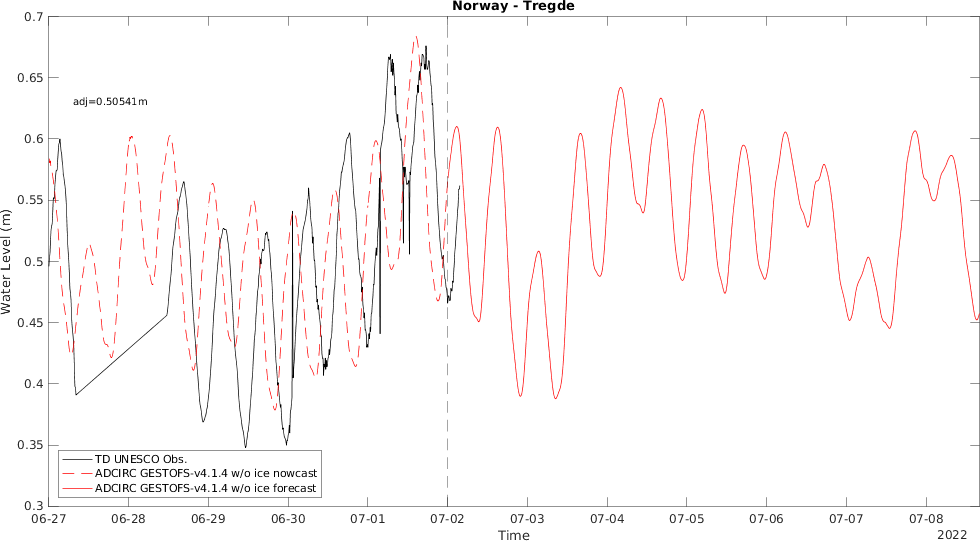 Norway - Tregde
0.7
0.65
0.6
0.55
0.5
0.45
0.4
0.35
0.3
Water Level (m)
adj=0.50541m
TD UNESCO Obs.
ADCIRC GESTOFS-v4.1.4 w/o ice nowcast
ADCIRC GESTOFS-v4.1.4 w/o ice forecast
06-27 06-28 06-29 06-30 07-01 07-02 07-03 07-04 07-05 07-06 07-07 07-08
Time
2022